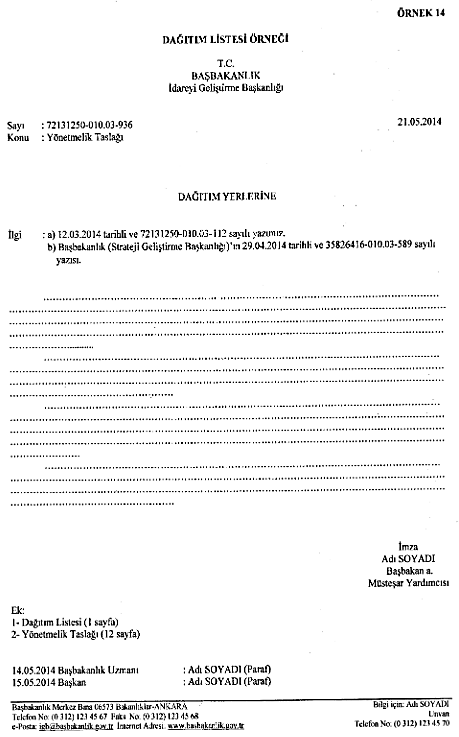 ÖRNEK 14
DAĞITIM LİSTESİ ÖRNEĞİ
T.C.
BAŞBAKANLIK
İdareyi Geliştirme Başkanlığı
Sayı : 72131250-010.03-936 21.05.2014
Konu : Yönetmelik Taslağı
DAĞITIM YERLERİNE
İlgi : a) 12.03.2014 tarihli ve 72131250-010.03-112 sayılı yazımız.
b) Başbakanlık (Strateji Geliştirme Başkanlığı)'ın 29.04.2014 tarihli ve 35826416-010.03-589 sayılı
yazısı.
İmza
Adı SOYADI
Başbakan a.
Müsteşar Yardımcısı
Ek:
1- Dağıtım Listesi (1 sayfa)
2- Yönetmelik Taslağı (12 sayfa)
14.05.2014 Başbakanlık Uzmanı : Adı SOYADI (Paraf)
15.05.2014 Başkan : Adı SOYADI (Paraf)
Başbakanlık Merkez Bina 06573 Bakanlıklar-ANKARA Bilgi için: Adı SOYADI
Telefon No: (0 312) 123 45 67 Faks No: (0 312) 123 45 68 Unvan
e-Posta: igb@basbakanlik.gov.tr İnternet Adresi: www.basbakanlik.gov.tr Telefon No: (0 312) 123 45 70